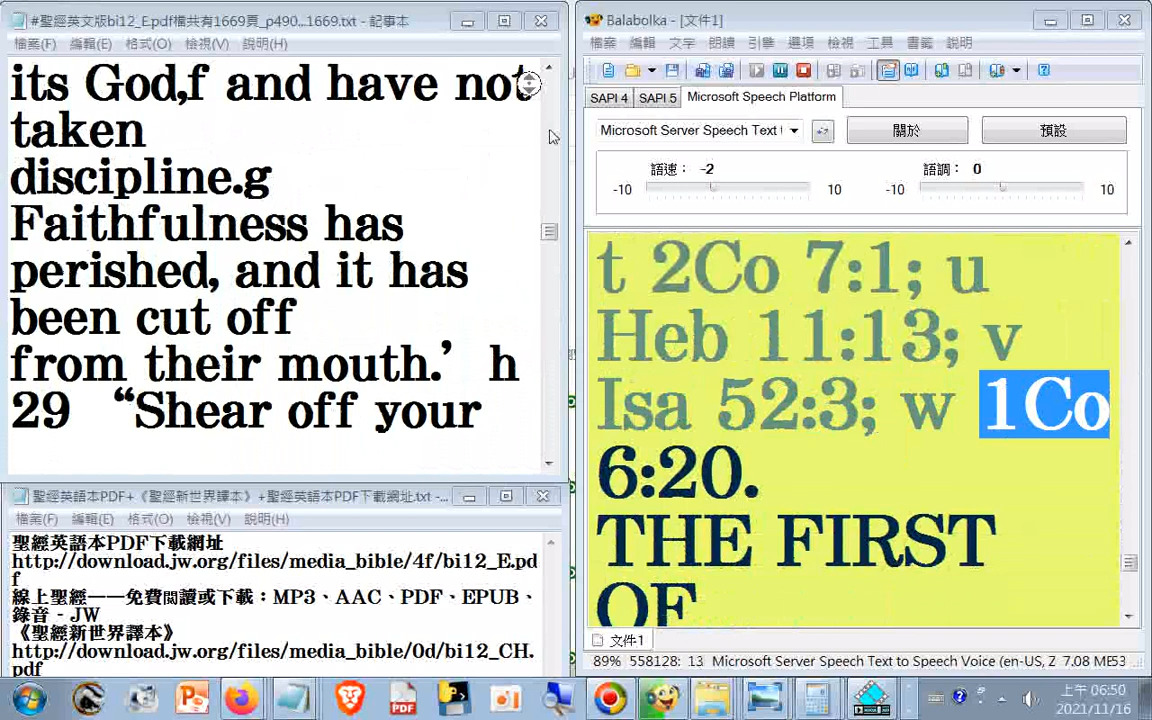 #聖經英文版bi12_E.pdf檔共有1669頁_p490...1669.txt - 記事本
檔案(F) 編輯(E) 格式(O) 檢視(V) 說明(H)
its God,f and have not
taken
discipline.g
Faithfulness has
perished, and it has
been cut off
from their mouth.’ h
29 “Shear off your
聖經英語本PDF+《聖經新世界譯本》+聖經英語本PDF下載網址.txt -...
檔案(F) 編輯(E) 格式(O) 檢視(V) 說明(H)
聖經英語本PDF下載網址
http://download.jw.org/files/media_bible/4f/bi12_E.pd
f
線上聖經——免費閱讀或下載：MP3、AAC、PDF、EPUB、
錄音 - JW
《聖經新世界譯本》
http://download.jw.org/files/media_bible/0d/bi12_CH.
pdf
Balabolka - [文件1]
檔案 編輯 文字 朗讀 引擎 選項 檢視 工具 書籤 說明
SAPI 4 SAPI 5 Microsoft Speech Platform
Microsoft Server Speech Text 關於 預設
語速： -2 語調： 0
-10 10 -10 10
t 2Co 7:1; u
Heb 11:13; v
Isa 52:3; w 1Co
6:20.
THE FIRST
OF
文件1
89% 558128: 13 Microsoft Server Speech Text to Speech Voice (en-US, Z 7.08 ME53
上午 06:50
2021/11/16